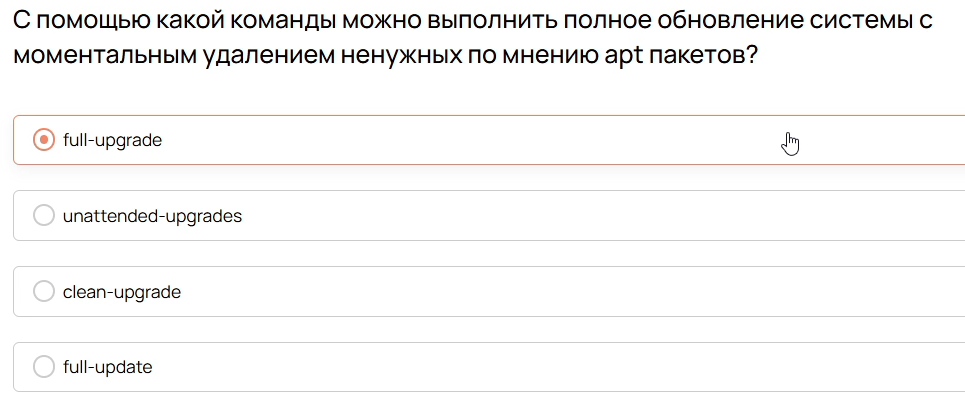 С помощью какой команды можно выполнить полное обновление системы с
моментальным удалением ненужных по мнению apt пакетов?
full-upgrade
unattended-upgrades
clean-upgrade
full-update